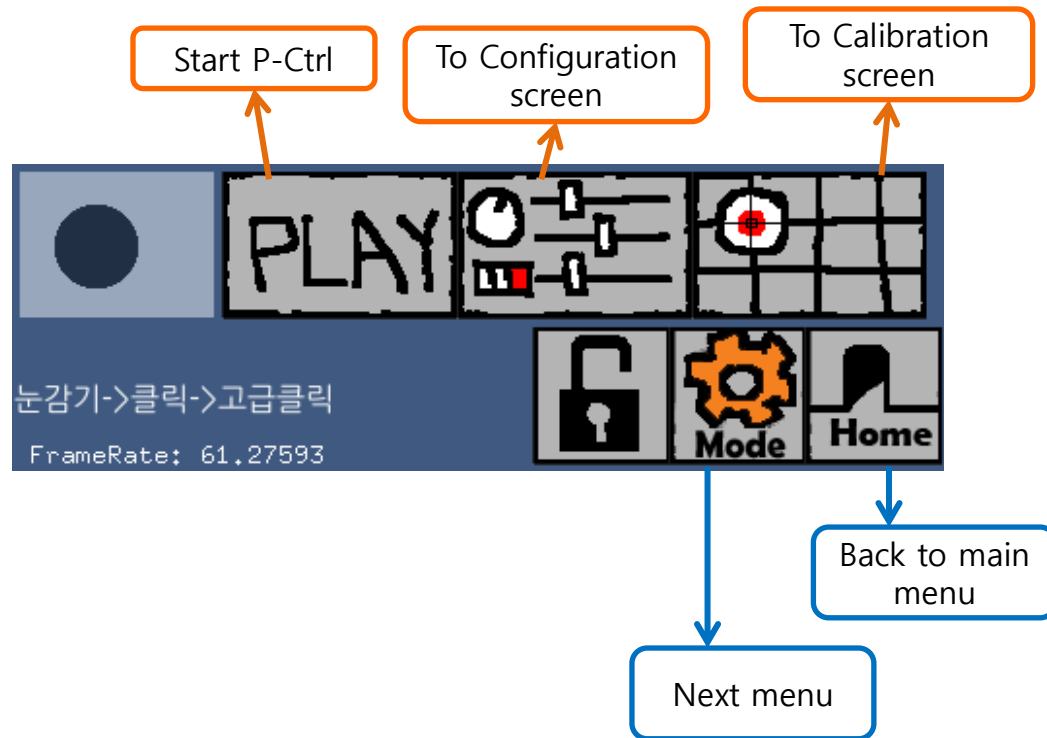 Start P-Ctrl
To Configuration
screen
To Calibration
screen
PLAY
눈감기->클릭->고급클릭
FrameRate: 61.27593
Mode
Home
Back to main
menu
Next menu